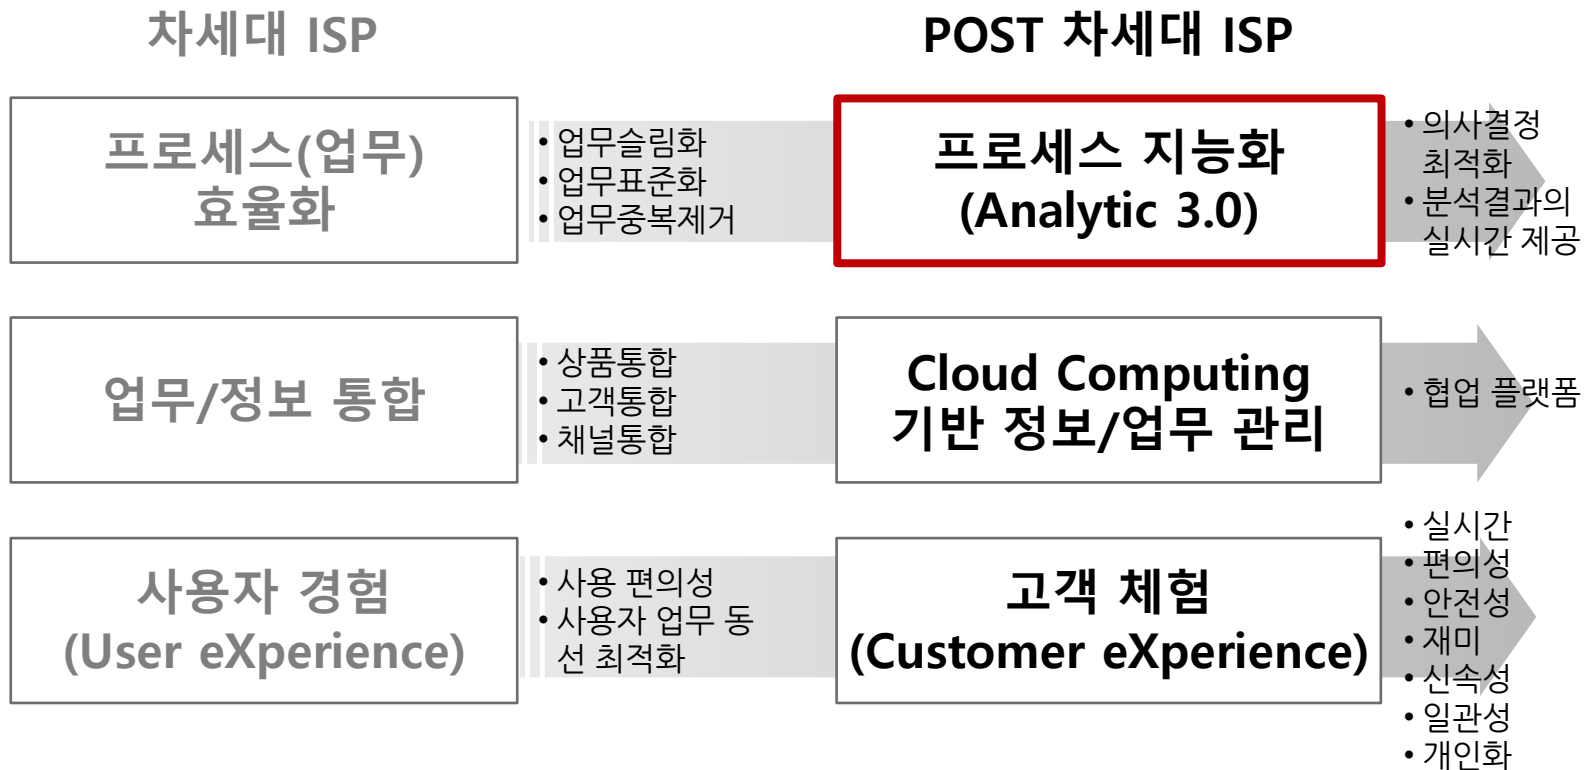 차세대 ISP
POST 차세대 ISP
프로세스(업무)
효율화
• 업무슬림화
• 업무표준화
• 업무중복제거
프로세스 지능화
(Analytic 3.0)
• 의사결정
최적화
• 분석결과의
실시간 제공
업무/정보 통합
• 상품통합
• 고객통합
• 채널통합
Cloud Computing
기반 정보/업무 관리
• 협업 플랫폼
사용자 경험
(User eXperience)
• 사용 편의성
• 사용자 업무 동
선 최적화
고객 체험
(Customer eXperience)
• 실시간
• 편의성
• 안전성
• 재미
• 신속성
• 일관성
• 개인화